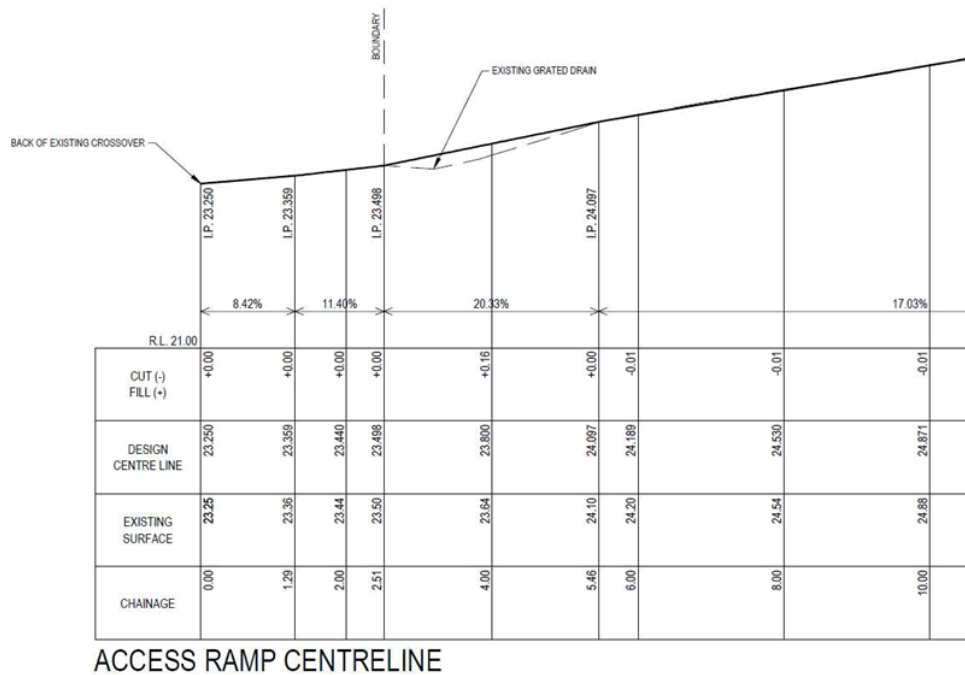 BOUNDARY
EXISTING GRATED DRAIN
BACK OF EXISTING CROSSOVER
I.P. 23.250
I.P. 23.359
I.P. 23.498
I.P. 24.097
8.42% 11.40% 20.33% 17.03%
R.L. 21.00
CUT (-)
FILL (+)
+0.00 +0.00 +0.00 +0.00 +0.16 +0.00 -0.01 -0.01 -0.01
DESIGN
CENTRE LINE
23.250 23.359 23.440 23.498 23.800 24.097 24.189 24.530 24.871
EXISTING
SURFACE
23.25 23.36 23.44 23.50 23.64 24.10 24.20 24.54 24.88
CHAINAGE
0.00 1.29 2.00 2.51 4.00 5.46 6.00 8.00 10.00
ACCESS RAMP CENTRELINE